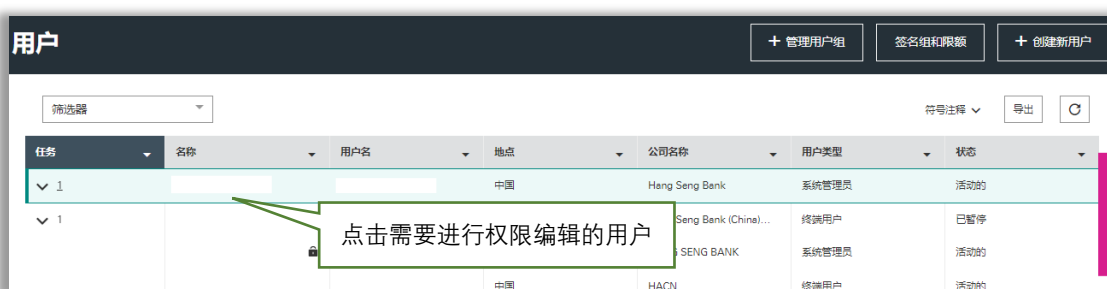 用户
+ 管理用户组
签名组和限额
+ 创建新用户
筛选器
符号注释
导出
任务 名称 用户名 地点 公司名称 用户类型 状态
1 中国 Hang Seng Bank 系统管理员 活动的
1 Seng Bank (China)... 终端用户 已暂停
点击需要进行权限编辑的用户
SENG BANK 系统管理员 活动的
中国 HACN 终端用户 活动的